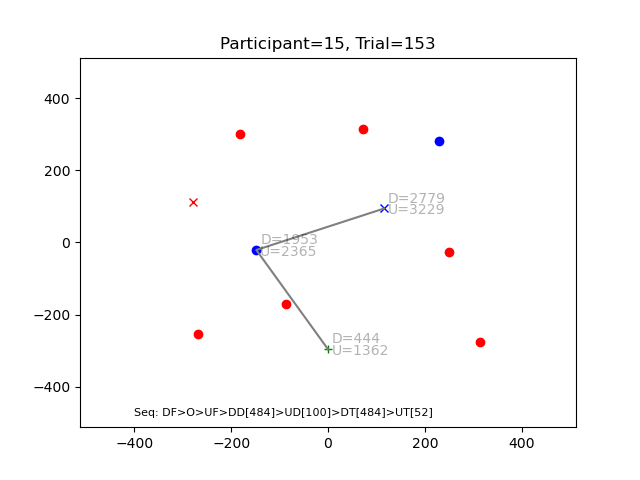 Participant=15, Trial=153
400
200
0
−200
−400
D=2779
U=3229
D=1953
U=2365
D=444
U=1362
Seq: DF>O>UF>DD[484]>UD[100]>DT[484]>UT[52]
−400 −200 0 200 400